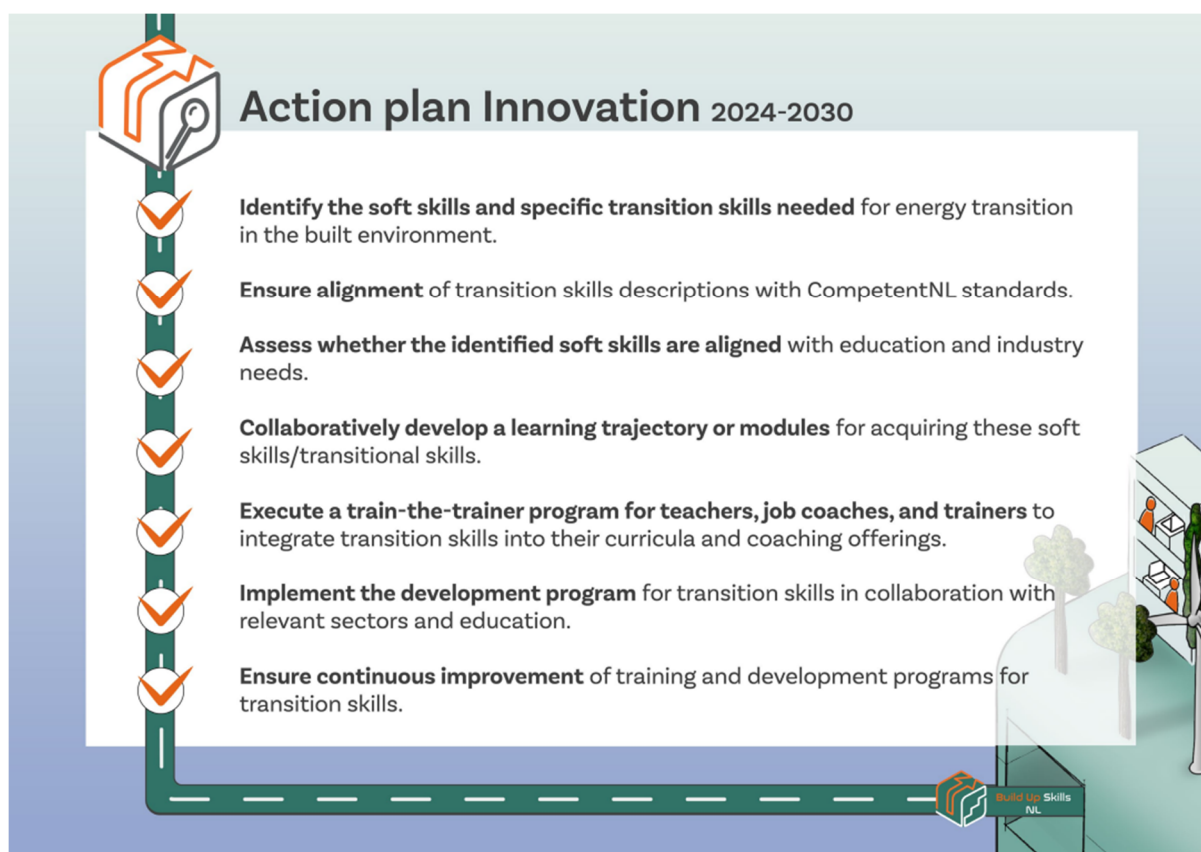 Action plan Innovation 2024-2030
Identify the soft skills and specific transition skills needed for energy transition
in the built environment.
Ensure alignment of transition skills descriptions with CompetentNL standards.
Assess whether the identified soft skills are aligned with education and industry
needs.
Collaboratively develop a learning trajectory or modules for acquiring these soft
skills/transitional skills.
Execute a train-the-trainer program for teachers, job coaches, and trainers to
integrate transition skills into their curricula and coaching offerings.
Implement the development program for transition skills in collaboration with
relevant sectors and education.
Ensure continuous improvement of training and development programs for
transition skills.
Build Up Skills
NL